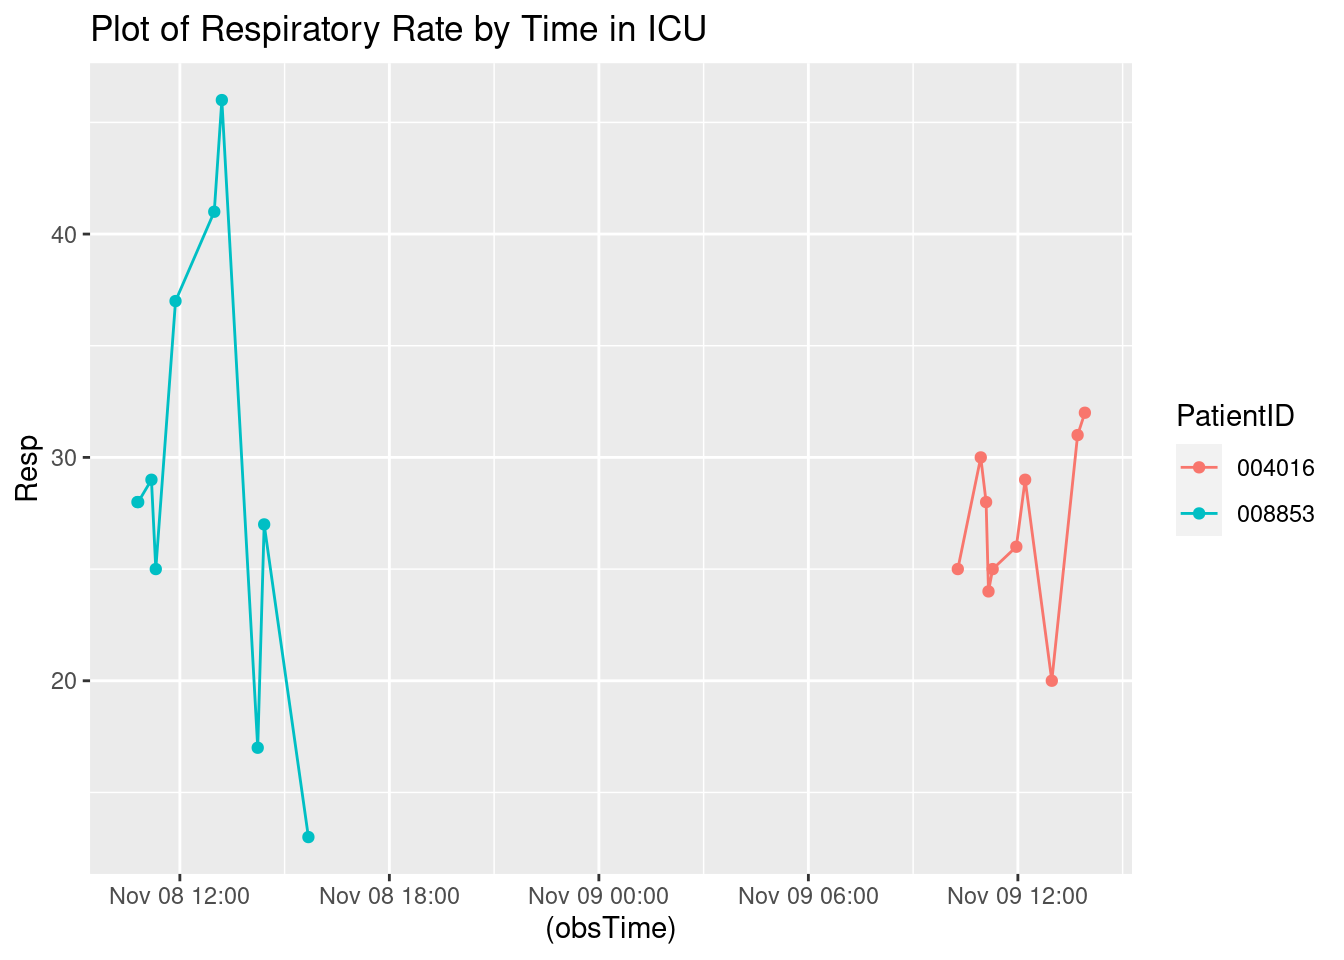 Plot of Respiratory Rate by Time in ICU
Resp
40
30
20
Nov 08 12:00 Nov 08 18:00 Nov 09 00:00 Nov 09 06:00 Nov 09 12:00
(obsTime)
PatientID
004016
008853